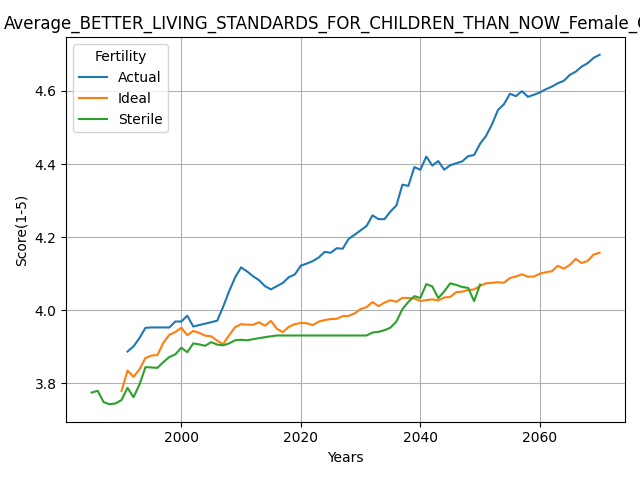 Average_BETTER_LIVING_STANDARDS_FOR_CHILDREN_THAN_NOW_Female_
Fertility
Actual
Ideal
Sterile
4.6
4.4
4.2
4.0
3.8
Score(1-5)
2000 2020 2040 2060
Years